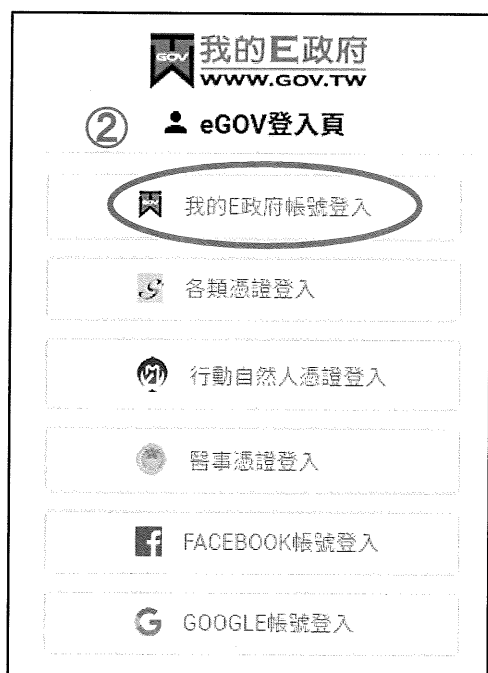 GOV 我的E政府
WWW.GOV.TW
② eGOV登入頁
我的E政府帳號登入
各類憑證登入
行動自然人憑證登入
醫事憑證登入
FACEBOOK帳號登入
GOOGLE帳號登入